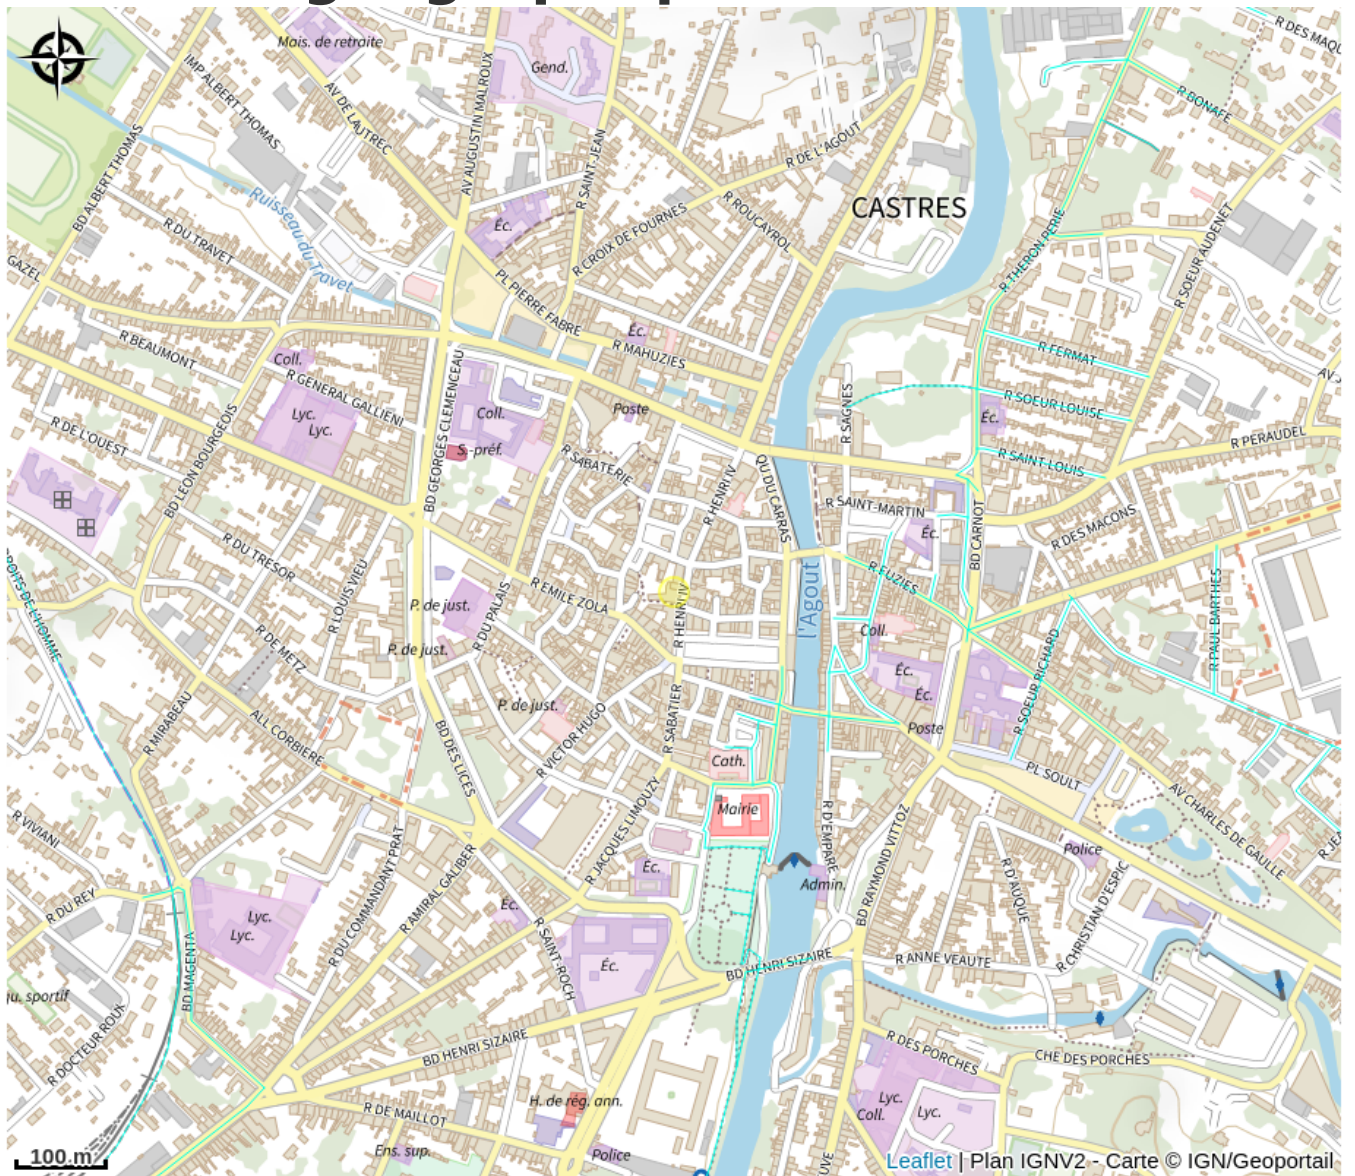 Mais. de retraite
Gend.
R DES MAQU
IMP ALBERT THOMAS
AV DE LAUTREC
AV AUGUSTIN MALROUX
R BONAFE
BD ALBERT THOMAS
R SAINT-JEAN
R DE L'AGOUT
Ruisseau du Travet
R DU TRAVET
Éc.
R ROUCAYROL
CASTRES
R CROIX DE FOURNES
R THERON PERIE
R SOEUR AUDENET
GAZEL
PL PIERRE FABRE
Éc.
R MAHUZIES
R BEAUMONT
Coll.
R GENERAL GALLIENI
R FERMAT
BD GEORGES CLEMENCEAU
Lyc.
Lyc.
Coll.
Poste
R SAGNES
R SOEUR LOUISE
Éc.
R DE L'OUEST
BD LEON BOURGEOIS
S.-préf.
R SABATERIE
R HENRI IV
QU DU CARRAS
R SAINT-LOUIS
R PERAUDEL
R SAINT-MARTIN
Éc.
R DES MACONS
BD CARNOT
R DU TRESOR
R LOUIS VIEU
R EMILE ZOLA
R HENRI IV
l'Agout
R FUZIES
R PAUL BARTHES
P. de just.
R DU PALAIS
Coll.
P. de just.
R DE METZ
Éc.
Éc.
R SOEUR RICHARD
R MIRABEAU
ALL CORBIERE
BD DES LICES
P. de just.
R VICTOR HUGO
R SABATIER
Poste
Cath.
PL SOULT
AV CHARLES DE GAULLE
Mairie
R VIVIANI
R JACQUES LIMOUZY
R D'EMPARE
BD RAYMOND VITTOZ
Police
Éc.
Admin.
R DU REY
R DU COMMANDANT PRAT
R AMIRAL GALIBER
Éc.
R SAINT-ROCH
R D'AUQUE
R CHRISTIAN D'ESPIC
Lyc.
Lyc.
BD MAGENTA
Éc.
BD HENRI SIZAIRE
R ANNE VEAUTE
R DOCTEUR ROUX
BD HENRI SIZAIRE
R DES PORCHES
CHE DES PORCHES
R DE MAILLOT
H. de rég. ann.
Lyc.
Coll.
Lyc.
Ens. sup.
Police
100 m
Leaflet | Plan IGNV2 - Carte © IGN/Geoportail